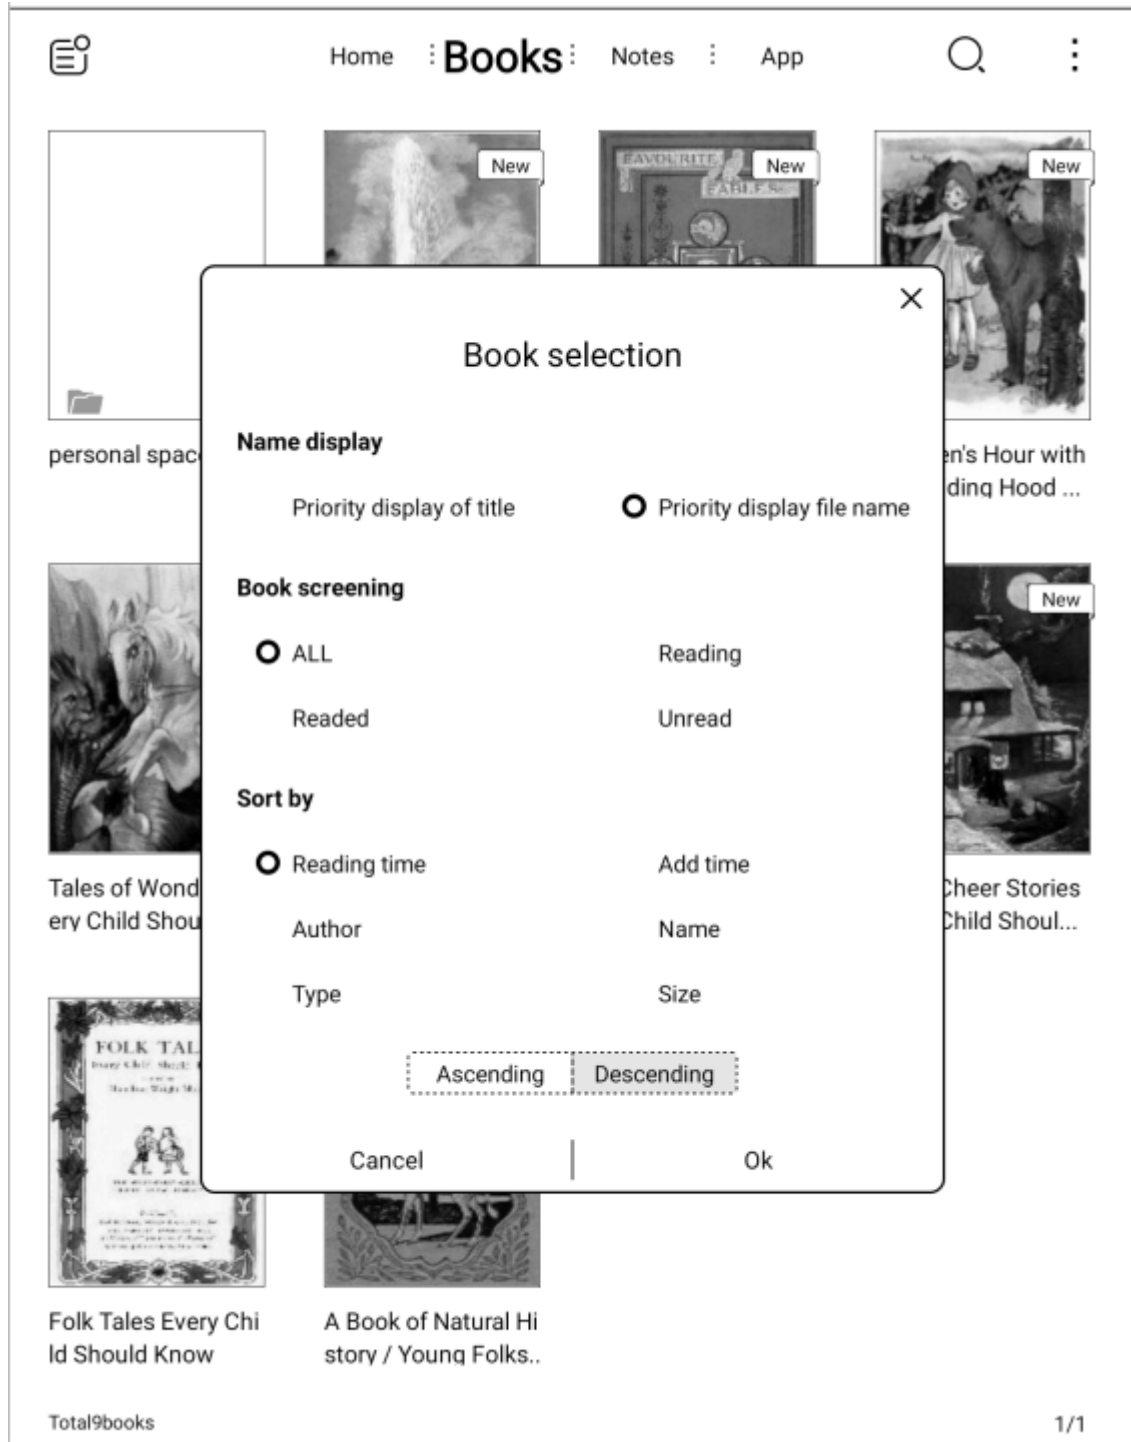 Home Books Notes App
New
FAVOURITE
FABLES
New
New
personal spac
en's Hour with
ding Hood ...
Book selection
Name display
Priority display of title
Priority display file name
Book screening
ALL
Reading
Readed
Unread
Sort by
Reading time
Add time
Author
Name
Type
Size
Ascending
Descending
Cancel
Ok
New
Tales of Wond
ery Child Shou
Cheer Stories
Child Shoul...
FOLK TAL
Folk Tales Every Chi
ld Should Know
A Book of Natural Hi
story / Young Folks..
Total9books
1/1